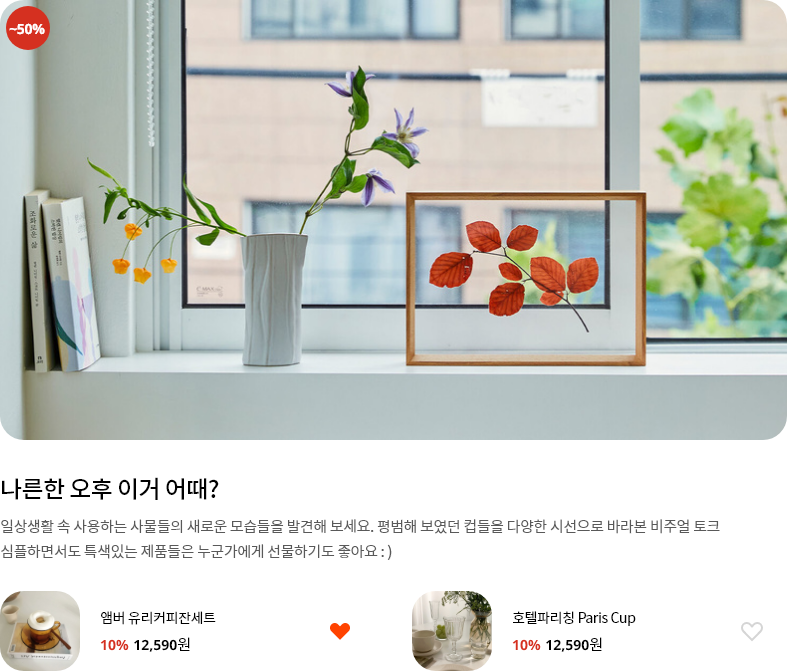 ~50%
조화로운 삶
나른한 오후 이거 어때?
일상생활 속 사용하는 사물들의 새로운 모습들을 발견해 보세요. 평범해 보였던 컵들을 다양한 시선으로 바라본 비주얼 토크
심플하면서도 특색있는 제품들은 누군가에게 선물하기도 좋아요 : )
앰버 유리커피잔세트
10% 12,590원
호텔파리칭 Paris Cup
10% 12,590원